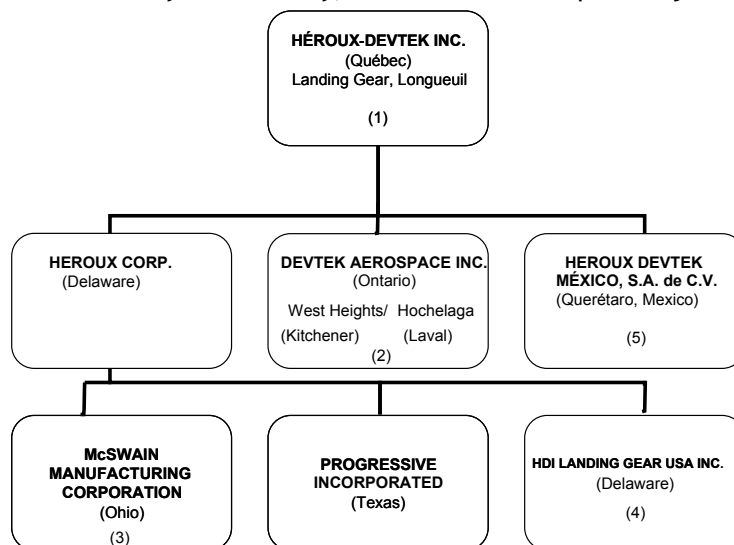 HÉROUX-DEVTEK INC.
(Québec)
Landing Gear, Longueuil
(1)
HEROUX CORP.
(Delaware)
DEVTEK AEROSPACE INC.
(Ontario)
West Heights/ Hochelaga
(Kitchener) (Laval)
(2)
HEROUX DEVTEK
MÉXICO, S.A. de C.V.
(Querétaro, Mexico)
(5)
McSWAIN
MANUFACTURING
CORPORATION
(Ohio)
(3)
PROGRESSIVE
INCORPORATED
(Texas)
HDI LANDING GEAR USA INC.
(Delaware)
(4)